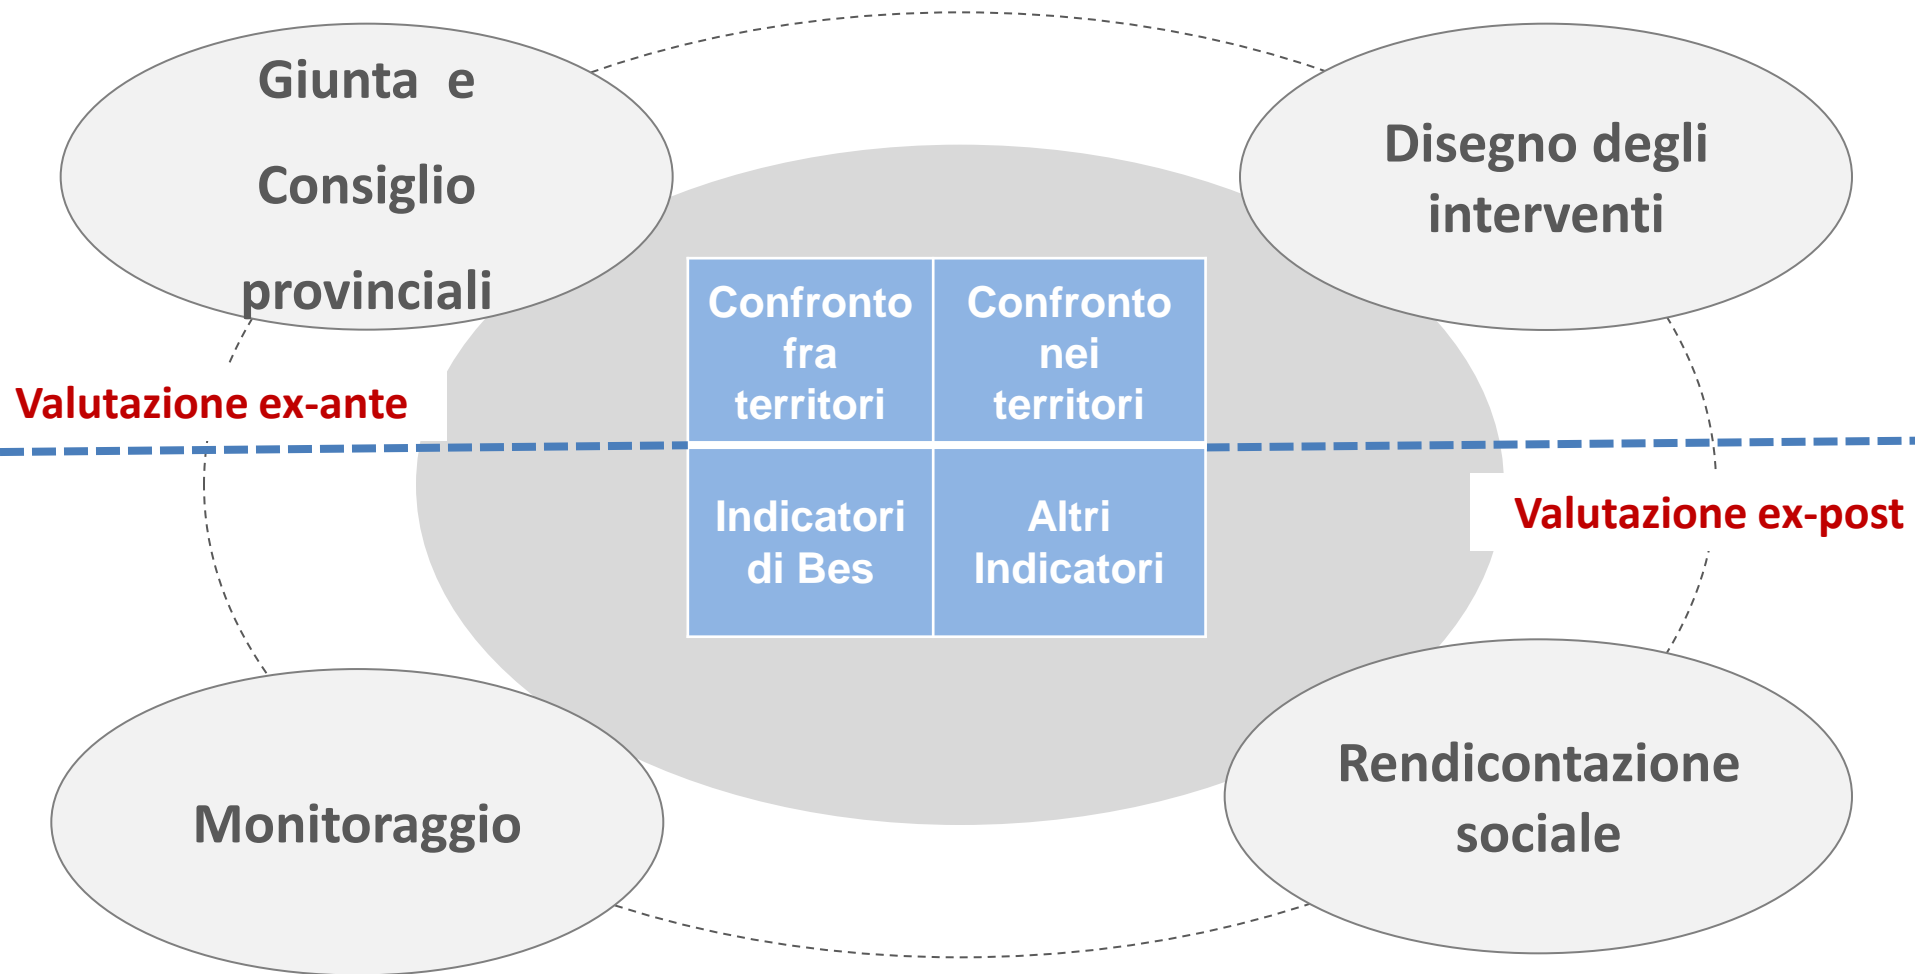 Giunta e
Consiglio
provinciali
Disegno degli
interventi
Confronto
fra
territori
Confronto
nei
territori
Valutazione ex-ante
Indicatori
di Bes
Altri
Indicatori
Valutazione ex-post
Monitoraggio
Rendicontazione
sociale